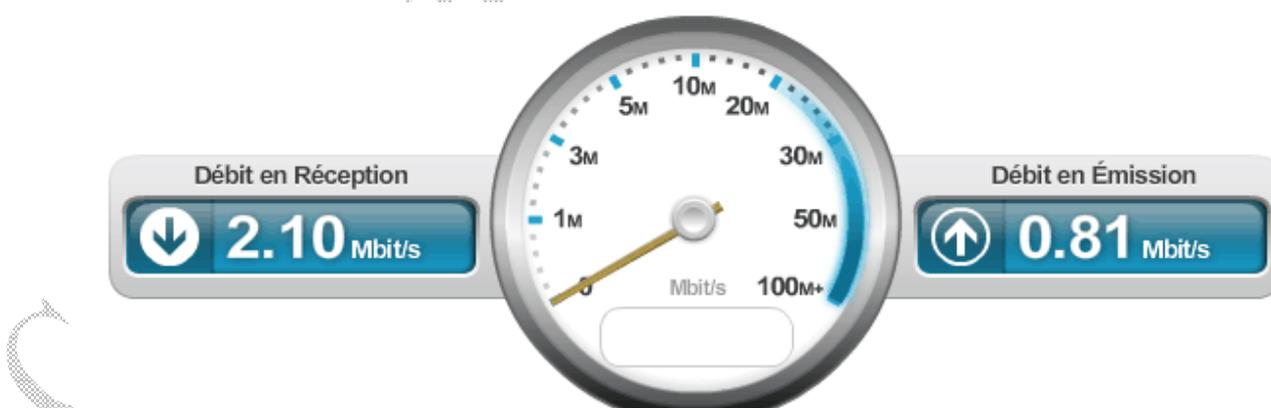 Débit en Réception
2.10 Mbit/s
0
1M
3M
5M
10M
20M
30M
50M
100M+
Mbit/s
Débit en Émission
0.81 Mbit/s